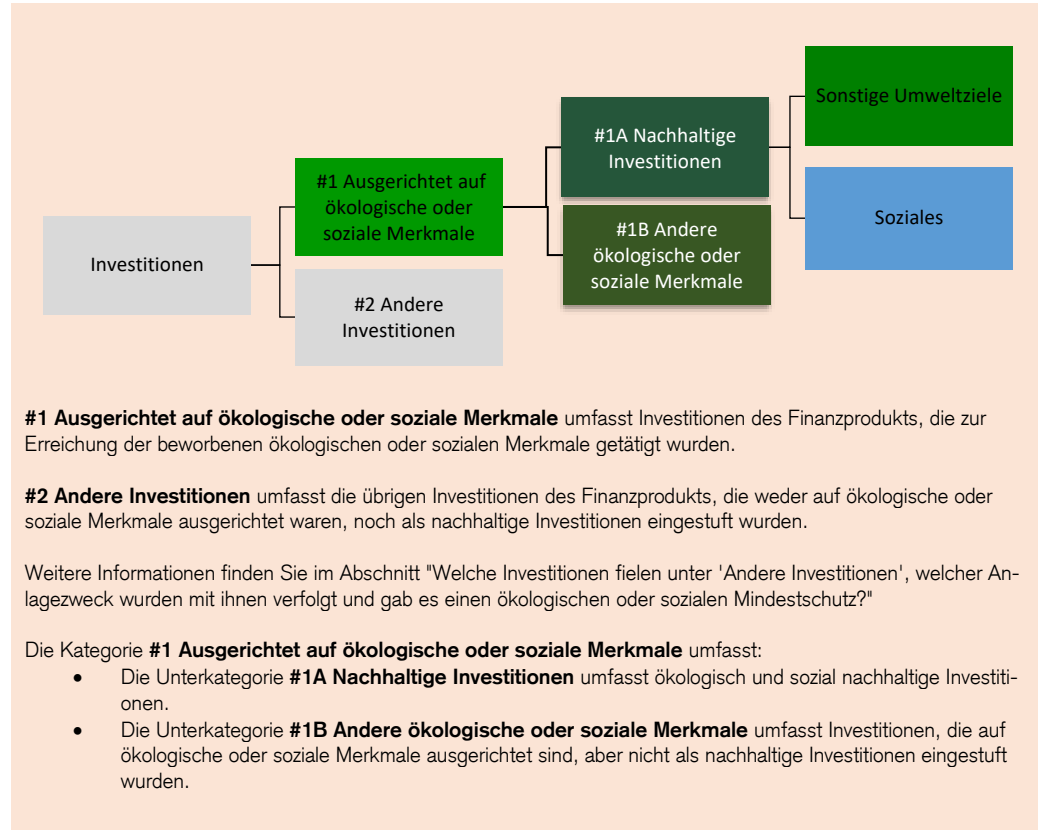 Sonstige Umweltziele
#1A Nachhaltige
Investitionen
#1 Ausgerichtet auf
ökologische oder
soziale Merkmale
Soziales
#1B Andere
ökologische oder
soziale Merkmale
Investitionen
#2 Andere
Investitionen
#1 Ausgerichtet auf ökologische oder soziale Merkmale umfasst Investitionen des Finanzprodukts, die zur
Erreichung der beworbenen ökologischen oder sozialen Merkmale getätigt wurden.
#2 Andere Investitionen umfasst die übrigen Investitionen des Finanzprodukts, die weder auf ökologische oder
soziale Merkmale ausgerichtet waren, noch als nachhaltige Investitionen eingestuft wurden.
Weitere Informationen finden Sie im Abschnitt "Welche Investitionen fielen unter 'Andere Investitionen', welcher An-
lagezweck wurden mit ihnen verfolgt und gab es einen ökologischen oder sozialen Mindestschutz?"
Die Kategorie #1 Ausgerichtet auf ökologische oder soziale Merkmale umfasst:
• Die Unterkategorie #1A Nachhaltige Investitionen umfasst ökologisch und sozial nachhaltige Investiti-
onen.
• Die Unterkategorie #1B Andere ökologische oder soziale Merkmale umfasst Investitionen, die auf
ökologische oder soziale Merkmale ausgerichtet sind, aber nicht als nachhaltige Investitionen eingestuft
wurden.